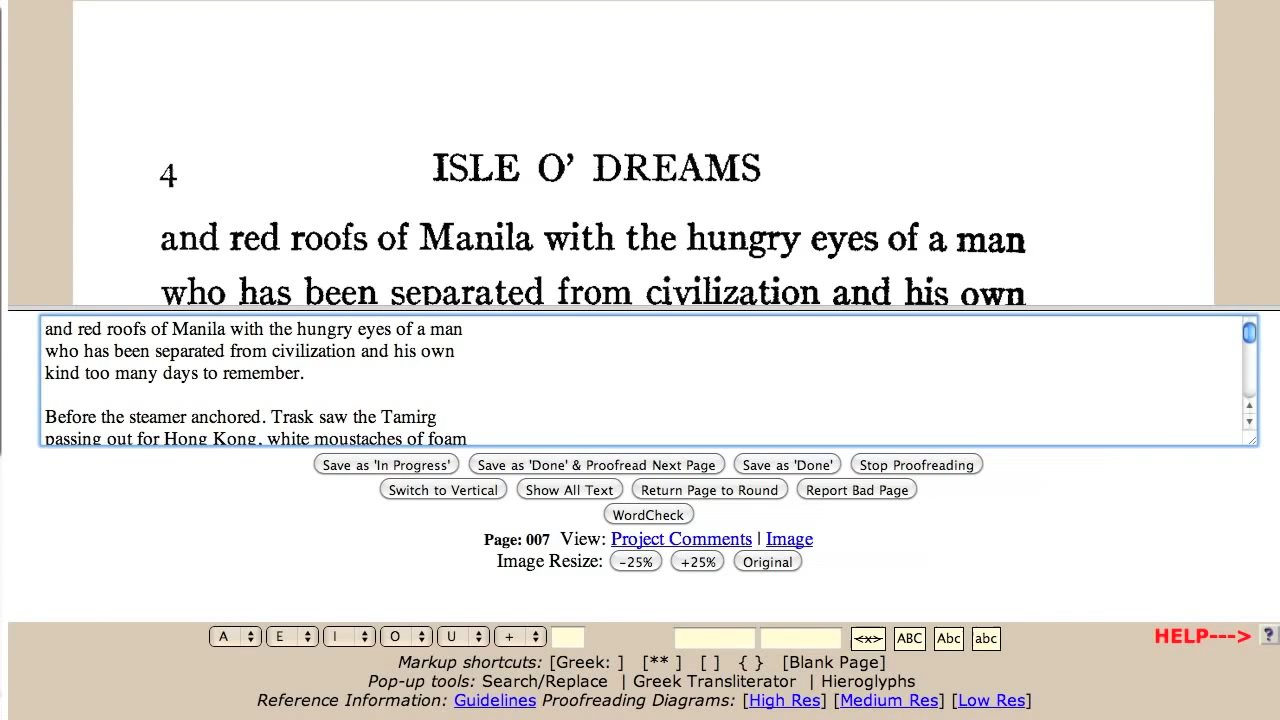 4 ISLE O' DREAMS
and red roofs of Manila with the hungry eyes of a man
who has been separated from civilization and his own
and red roofs of Manila with the hungry eyes of a man
who has been separated from civilization and his own
kind too many days to remember.
Before the steamer anchored. Trask saw the Tamirg
passing out for Hong Kong, white moustaches of foam
Save as 'In Progress' Save as 'Done' & Proofread Next Page Save as 'Done' Stop Proofreading
Switch to Vertical Show All Text Return Page to Round Report Bad Page
WordCheck
Page: 007 View: Project Comments | Image
Image Resize: -25% +25% Original
A E I O U + <x> ABC Abc abc HELP---> ?
Markup shortcuts: [Greek: ] [** ] [ ] { } [Blank Page]
Pop-up tools: Search/Replace | Greek Transliterator | Hieroglyphs
Reference Information: Guidelines Proofreading Diagrams: [High Res] [Medium Res] [Low Res]